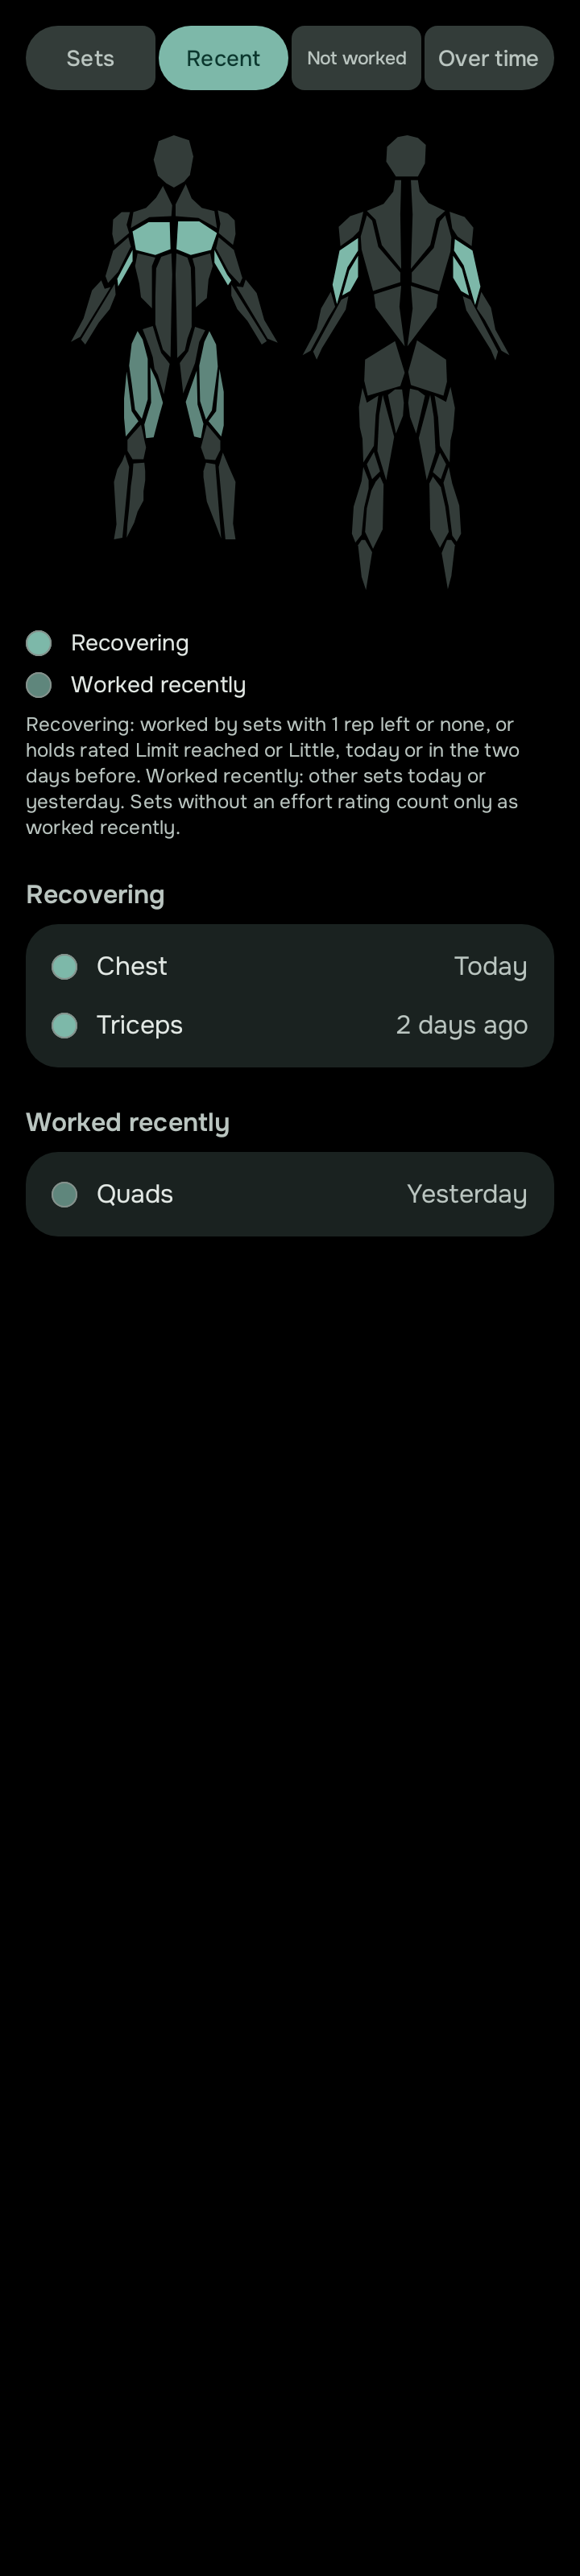 Sets
Recent
Not worked
Over time
Recovering
Worked recently
Recovering: worked by sets with 1 rep left or none, or
holds rated Limit reached or Little, today or in the two
days before. Worked recently: other sets today or
yesterday. Sets without an effort rating count only as
worked recently.
Recovering
Chest Today
Triceps 2 days ago
Worked recently
Quads Yesterday